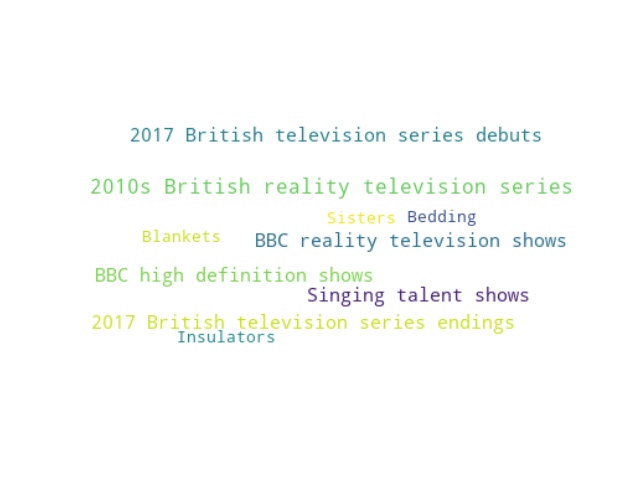 2017 British television series debuts
2010s British reality television series
Sisters Bedding
Blankets BBC reality television shows
BBC high definition shows
Singing talent shows
2017 British television series endings
Insulators